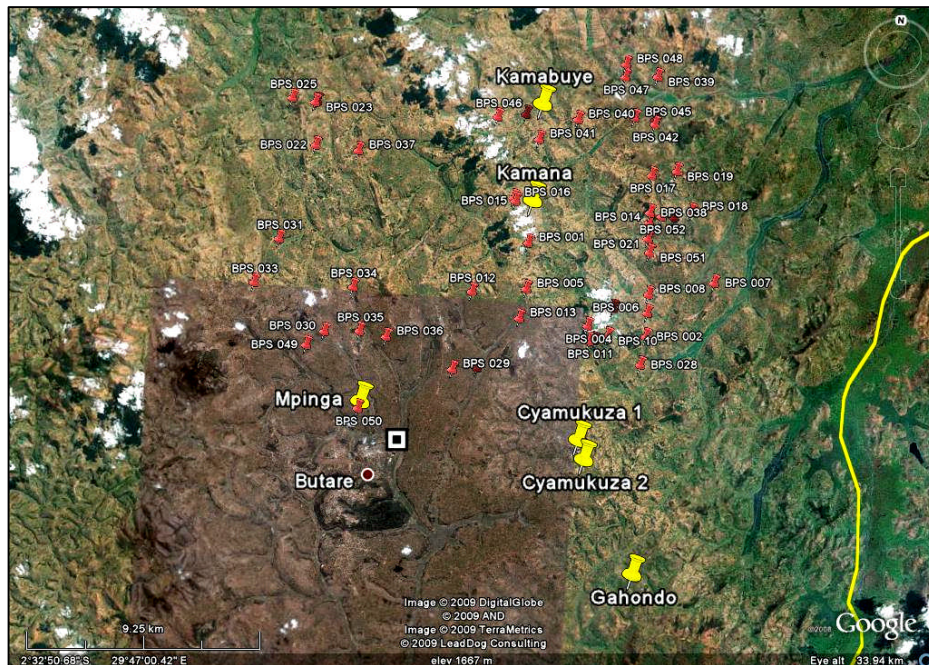 N
BPS 048
BPS 025
BPS 023
Kamabuye
BPS 047
BPS 039
BPS 046
BPS 040
BPS 045
BPS 041
BPS 042
BPS 022
BPS 037
Kamana
BPS 019
BPS 017
BPS 015
BPS 016
BPS 014
BPS 038
BPS 018
BPS 031
BPS 001
BPS 052
BPS 021
BPS 051
BPS 033
BPS 034
BPS 012
BPS 005
BPS 008
BPS 007
BPS 006
BPS 013
BPS 030
BPS 035
BPS 036
BPS 049
BPS 004
BPS 10
BPS 002
BPS 011
BPS 029
BPS 028
Mpinga
BPS 050
Cyamukuza 1
Butare
Cyamukuza 2
Gahondo
Image © 2009 DigitalGlobe
© 2009 AND
Image © 2009 TerraMetrics
© 2009 LeadDog Consulting
9.25 km
Google
2°32'50.68" S 29°47'00.42" E elev 1667 m Eye alt 33.94 km